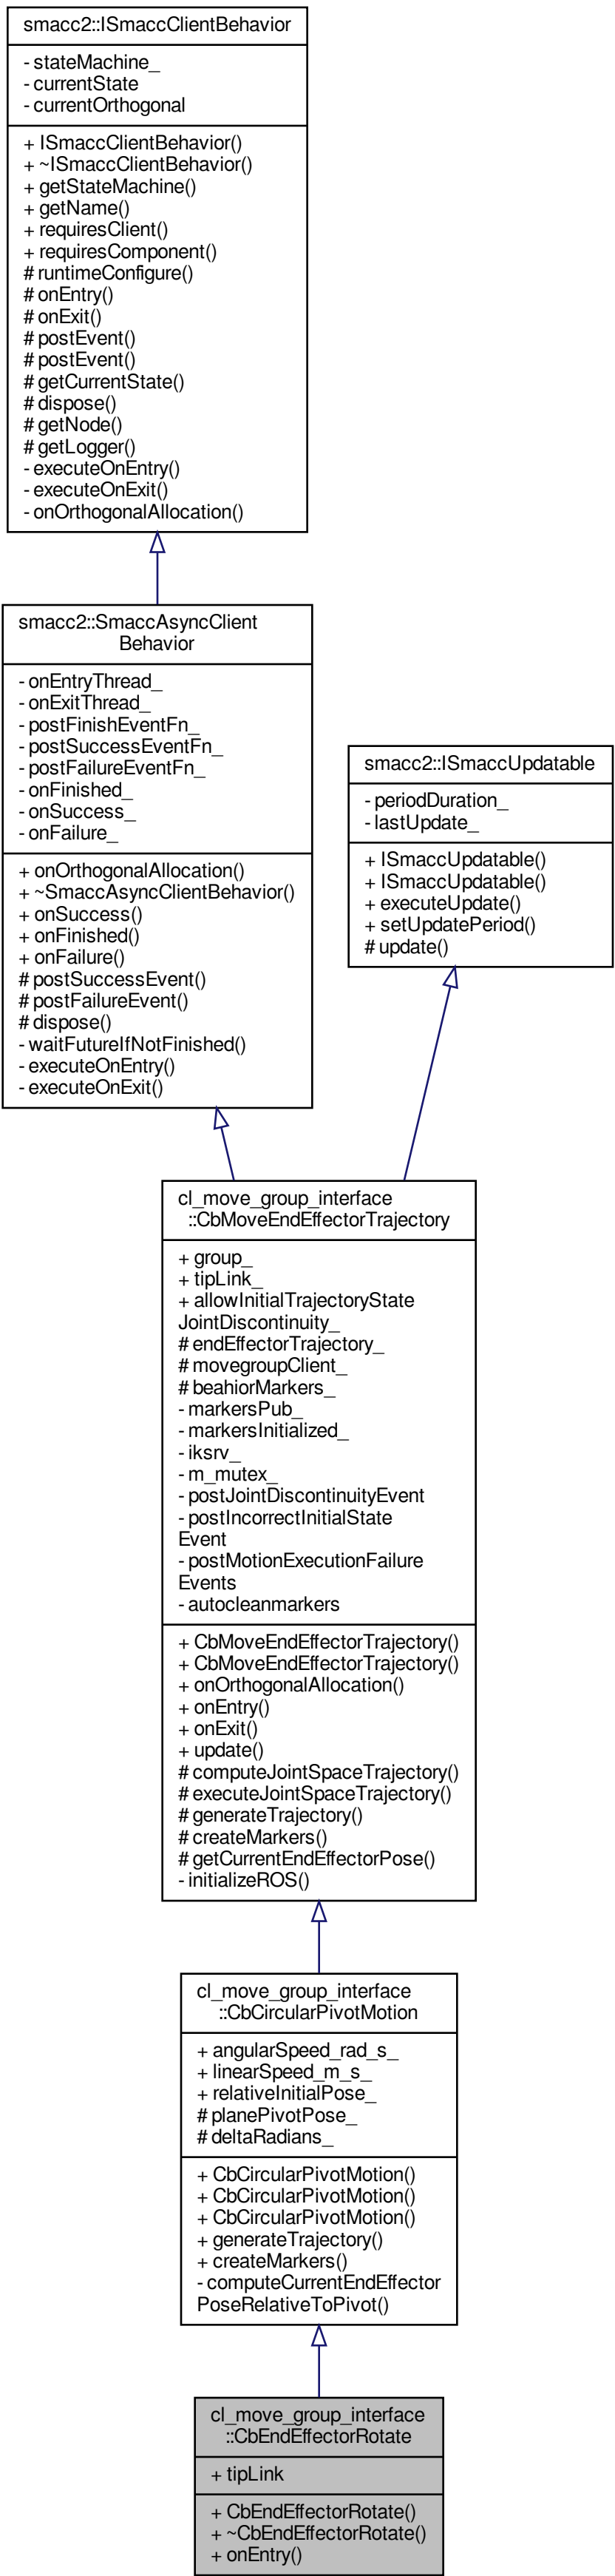 smacc2::ISmaccClientBehavior
- stateMachine_
- currentState
- currentOrthogonal
+ ISmaccClientBehavior()
+ ~ISmaccClientBehavior()
+ getStateMachine()
+ getName()
+ requiresClient()
+ requiresComponent()
# runtimeConfigure()
# onEntry()
# onExit()
# postEvent()
# postEvent()
# getCurrentState()
# dispose()
# getNode()
# getLogger()
- executeOnEntry()
- executeOnExit()
- onOrthogonalAllocation()
smacc2::SmaccAsyncClient
Behavior
- onEntryThread_
- onExitThread_
- postFinishEventFn_
- postSuccessEventFn_
- postFailureEventFn_
- onFinished_
- onSuccess_
- onFailure_
+ onOrthogonalAllocation()
+ ~SmaccAsyncClientBehavior()
+ onSuccess()
+ onFinished()
+ onFailure()
# postSuccessEvent()
# postFailureEvent()
# dispose()
- waitFutureIfNotFinished()
- executeOnEntry()
- executeOnExit()
smacc2::ISmaccUpdatable
- periodDuration_
- lastUpdate_
+ ISmaccUpdatable()
+ ISmaccUpdatable()
+ executeUpdate()
+ setUpdatePeriod()
# update()
cl_move_group_interface
::CbMoveEndEffectorTrajectory
+ group_
+ tipLink_
+ allowInitialTrajectoryState
JointDiscontinuity_
# endEffectorTrajectory_
# movegroupClient_
# beahiorMarkers_
- markersPub_
- markersInitialized_
- iksrv_
- m_mutex_
- postJointDiscontinuityEvent
- postIncorrectInitialState
Event
- postMotionExecutionFailure
Events
- autocleanmarkers
+ CbMoveEndEffectorTrajectory()
+ CbMoveEndEffectorTrajectory()
+ onOrthogonalAllocation()
+ onEntry()
+ onExit()
+ update()
# computeJointSpaceTrajectory()
# executeJointSpaceTrajectory()
# generateTrajectory()
# createMarkers()
# getCurrentEndEffectorPose()
- initializeROS()
cl_move_group_interface
::CbCircularPivotMotion
+ angularSpeed_rad_s_
+ linearSpeed_m_s_
+ relativeInitialPose_
# planePivotPose_
# deltaRadians_
+ CbCircularPivotMotion()
+ CbCircularPivotMotion()
+ CbCircularPivotMotion()
+ generateTrajectory()
+ createMarkers()
- computeCurrentEndEffector
PoseRelativeToPivot()
cl_move_group_interface
::CbEndEffectorRotate
+ tipLink
+ CbEndEffectorRotate()
+ ~CbEndEffectorRotate()
+ onEntry()